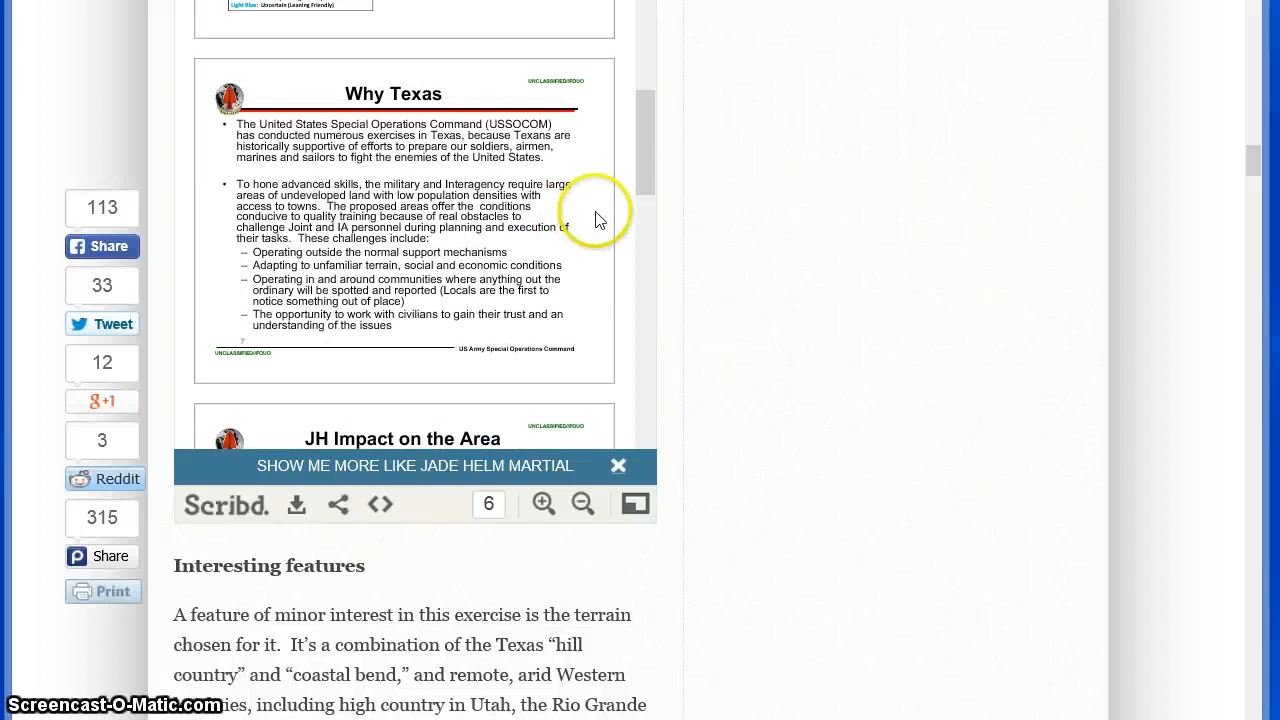 Light Blue: Uncertain (Leaning Friendly)
UNCLASSIFIED//FOUO
Why Texas
• The United States Special Operations Command (USSOCOM)
has conducted numerous exercises in Texas, because Texans are
historically supportive of efforts to prepare our soldiers, airmen,
marines and sailors to fight the enemies of the United States.
• To hone advanced skills, the military and Interagency require large
areas of undeveloped land with low population densities with
access to towns. The proposed areas offer the conditions
conducive to quality training because of real obstacles to
challenge Joint and IA personnel during planning and execution of
their tasks. These challenges include:
– Operating outside the normal support mechanisms
– Adapting to unfamiliar terrain, social and economic conditions
– Operating in and around communities where anything out the
ordinary will be spotted and reported (Locals are the first to
notice something out of place)
– The opportunity to work with civilians to gain their trust and an
understanding of the issues
7
UNCLASSIFIED//FOUO
US Army Special Operations Command
UNCLASSIFIED//FOUO
JH Impact on the Area
SHOW ME MORE LIKE JADE HELM MARTIAL
Scribd.
6
113
Share
33
Tweet
12
g+1
3
Reddit
315
Share
Print
Interesting features
A feature of minor interest in this exercise is the terrain
chosen for it. It's a combination of the Texas “hill
country” and “coastal bend,” and remote, arid Western
including high country in Utah, the Rio Grande
Screencast-O-Matic.com